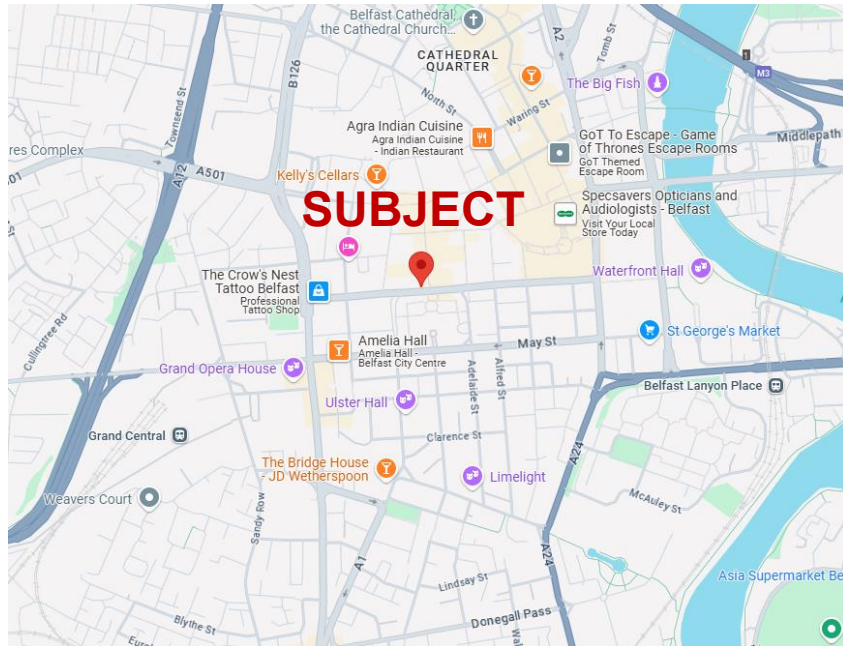 Belfast Cathedral,
the Cathedral Church...
CATHEDRAL
QUARTER
A2
Tomb St
1
M3
B126
The Big Fish
Townsend St
North St
Waring St
Middlepath
Agra Indian Cuisine
Agra Indian Cuisine
- Indian Restaurant
GoT To Escape - Game
of Thrones Escape Rooms
GoT Themed
Escape Room
res Complex
A12
A501
01
Kelly's Cellars
SUBJECT
Specsavers Opticians and
Audiologists - Belfast
Visit Your Local
Store Today
Waterfront Hall
The Crow's Nest
Tattoo Belfast
Professional
Tattoo Shop
Cullingtree Rd
Amelia Hall
Amelia Hall -
Belfast City Centre
May St
St George's Market
Grand Opera House
Adelaide St
Alfred St
Belfast Lanyon Place
Ulster Hall
Grand Central
Clarence St
A24
The Bridge House
- JD Wetherspoon
Limelight
Weavers Court
Sandy Row
McAuley St
A1
A24
Lindsay St
Asia Supermarket Be
Donegall Pass
Blythe St